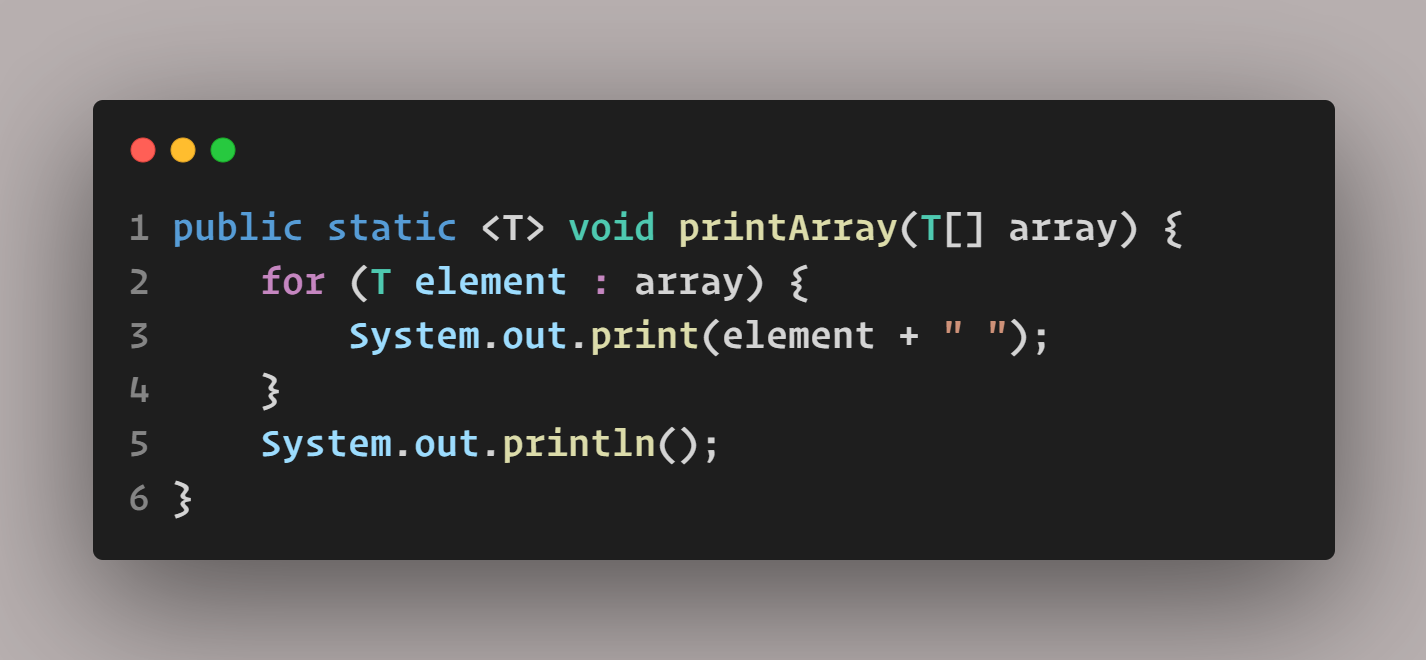 1 public static <T> void printArray(T[] array) {
2     for (T element : array) {
3         System.out.print(element + " ");
4     }
5     System.out.println();
6 }